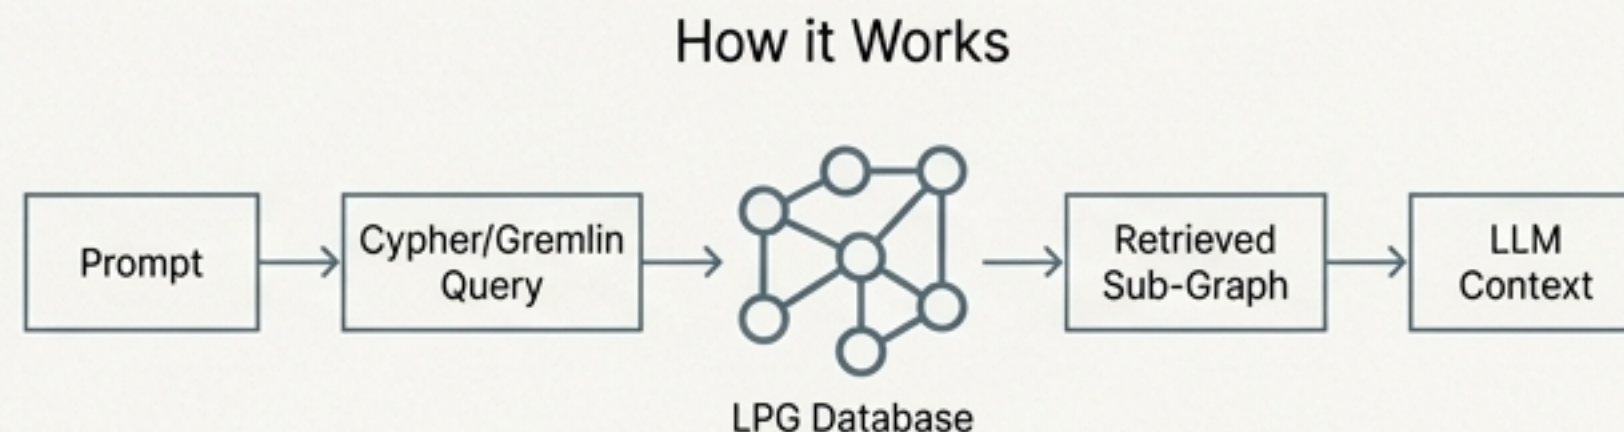 How it Works
Prompt
Cypher/Gremlin
Query
LPG Database
Retrieved
Sub-Graph
LLM
Context